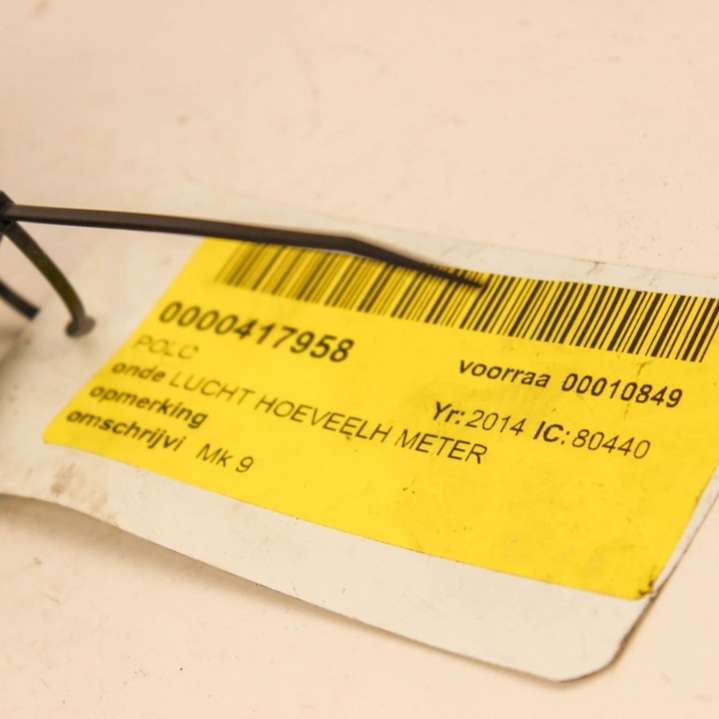 0000417958 voorraa 00010849
POLO
Yr: 2014 IC: 80440
onde LUCHT HOEVEELH METER
opmerking
omschrijvi MK 9